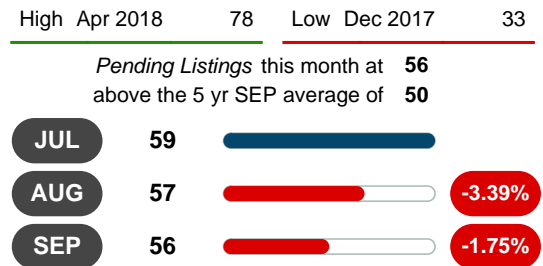 High Apr 2018 78 Low Dec 2017 33
Pending Listings this month at 56
above the 5 yr SEP average of 50
JUL 59
AUG 57 -3.39%
SEP 56 -1.75%